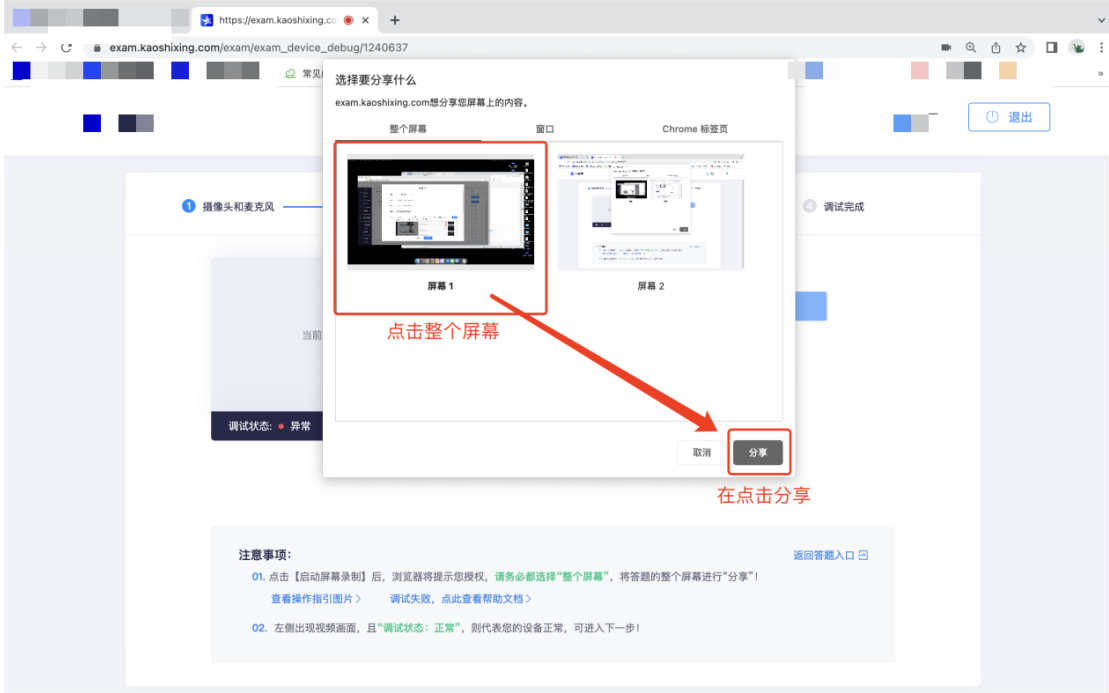 https://exam.kaoshixing.co
exam.kaoshixing.com/exam/exam_device_debug/1240637
常见
选择要分享什么
exam.kaoshixing.com想分享您屏幕上的内容。
整个屏幕 窗口 Chrome 标签页
退出
1 摄像头和麦克风
4 调试完成
屏幕 1 屏幕 2
点击整个屏幕
当前
调试状态: 异常
取消 分享
在点击分享
注意事项:
返回答题入口
01. 点击【启动屏幕录制】后，浏览器将提示您授权，请务必都选择“整个屏幕”，将答题的整个屏幕进行“分享”！
查看操作指引图片> 调试失败，点此查看帮助文档>
02. 左侧出现视频画面，且“调试状态：正常”，则代表您的设备正常，可进入下一步！